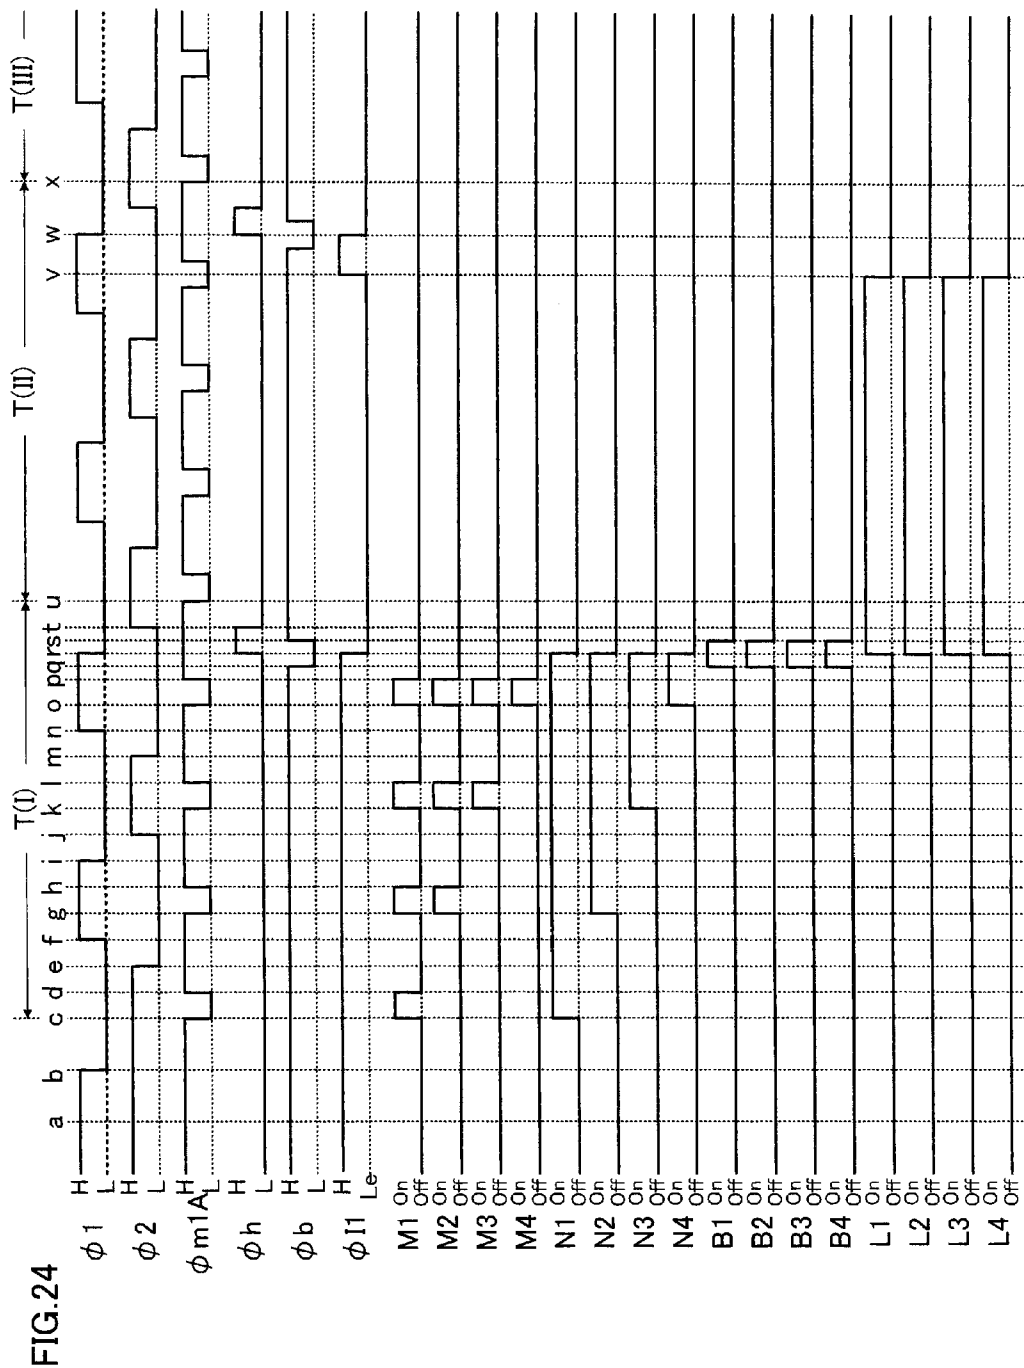 FIG.24
T(I) T(II) T(III)
a b c d e f g h i j k l m n o p q r s t u v w x
ϕ1 H L
ϕ2 H L
ϕm1A H L
ϕh H L
ϕb H L
ϕI1 H Le
M1 On Off
M2 On Off
M3 On Off
M4 On Off
N1 On Off
N2 On Off
N3 On Off
N4 On Off
B1 On Off
B2 On Off
B3 On Off
B4 On Off
L1 On Off
L2 On Off
L3 On Off
L4 On Off